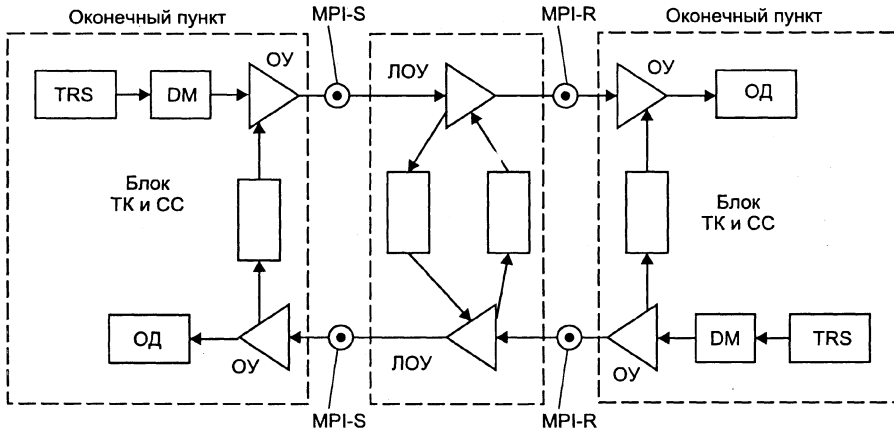 Оконечный пункт
MPI-S
MPI-R
Оконечный пункт
ОУ
ЛОУ
ОУ
TRS
DM
ОД
Блок
ТК и СС
Блок
ТК и СС
ОД
ОУ
ЛОУ
ОУ
DM
TRS
MPI-S
MPI-R